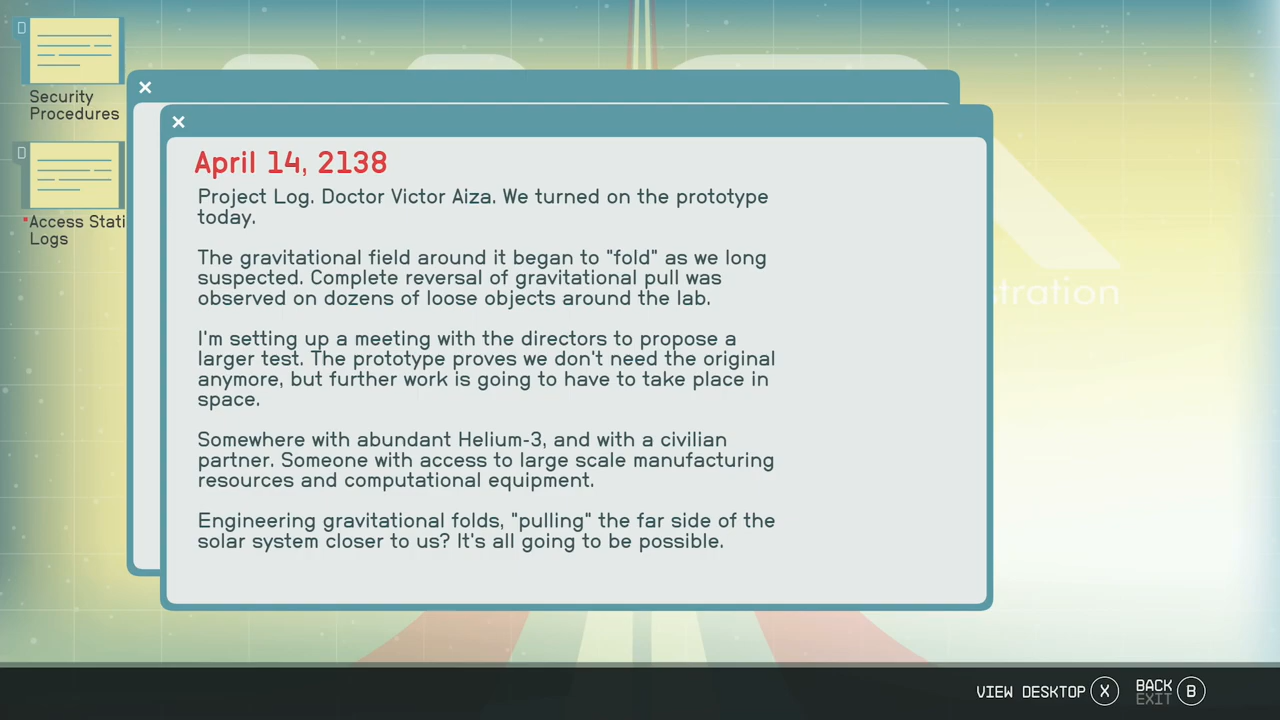 D
Security
Procedures
D
*Access Stati
Logs
April 14, 2138
Project Log. Doctor Victor Aiza. We turned on the prototype
today.
The gravitational field around it began to "fold" as we long
suspected. Complete reversal of gravitational pull was
observed on dozens of loose objects around the lab.
I'm setting up a meeting with the directors to propose a
larger test. The prototype proves we don't need the original
anymore, but further work is going to have to take place in
space.
Somewhere with abundant Helium-3, and with a civilian
partner. Someone with access to large scale manufacturing
resources and computational equipment.
Engineering gravitational folds, "pulling" the far side of the
solar system closer to us? It's all going to be possible.
stration
VIEW DESKTOP X
BACK B
EXIT